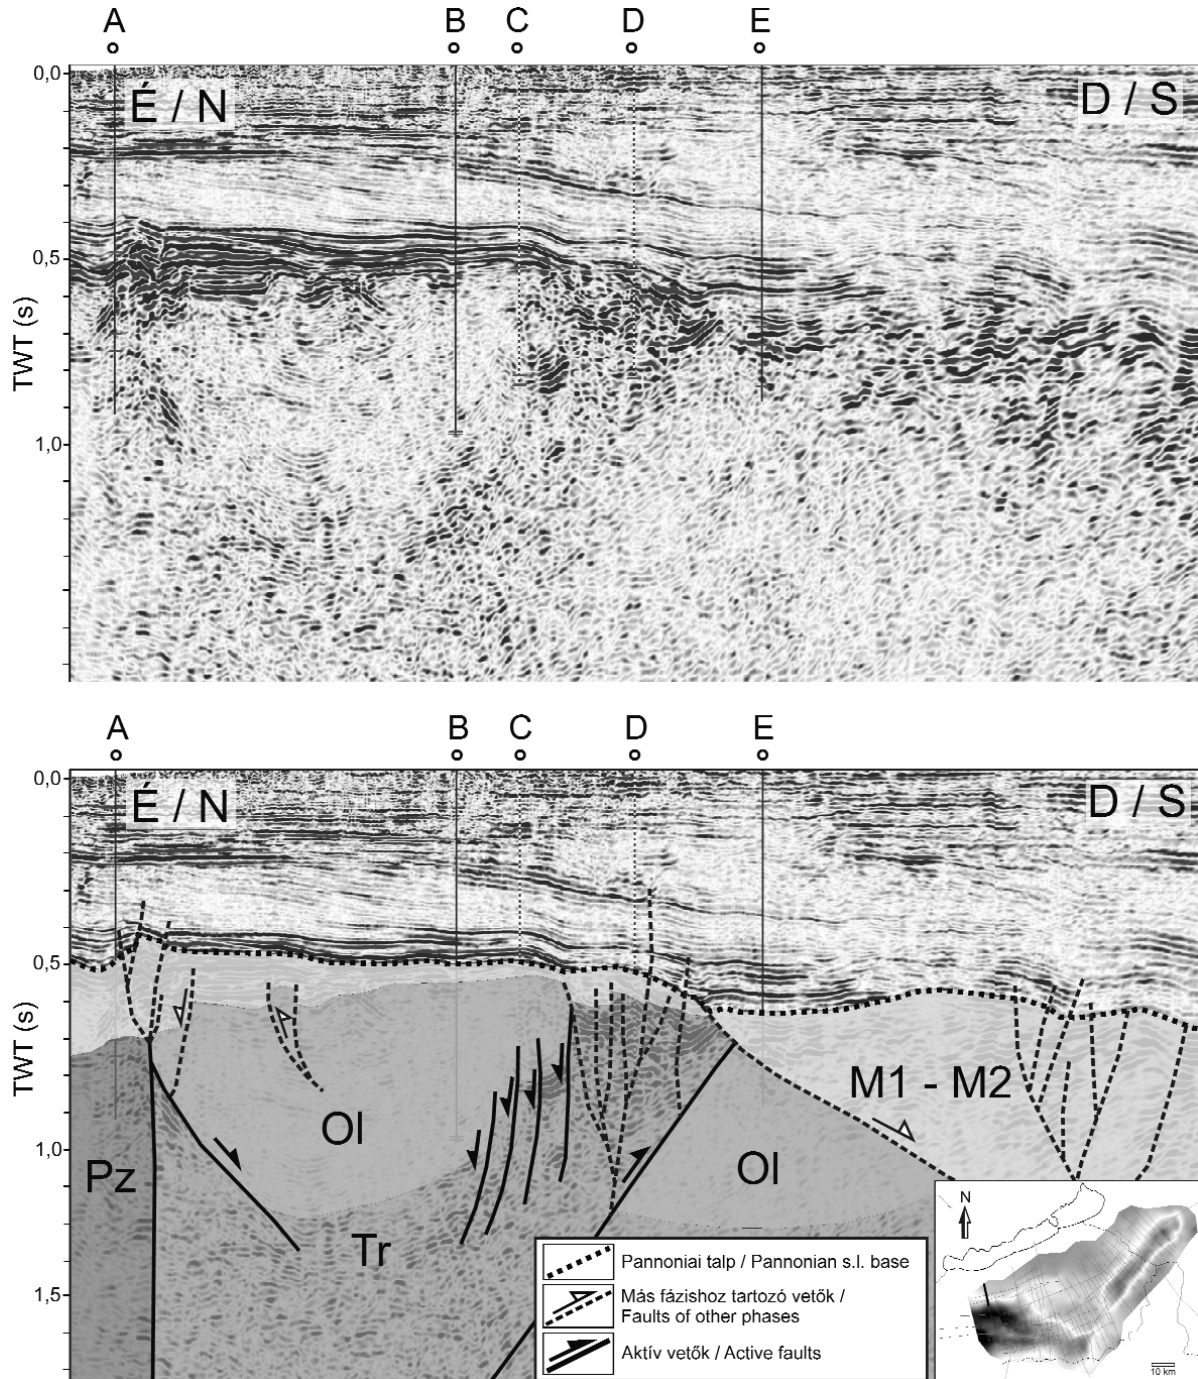 A B C D E
0,0
É / N D / S
0,5
TWT (s)
1,0
A B C D E
0,0
É / N D / S
0,5
TWT (s)
M1 - M2
Ol
1,0
Pz
Ol
N
Tr
Pannoniai talp / Pannonian s.l. base
1,5
Más fázishoz tartozó vetők /
Faults of other phases
Aktív vetők / Active faults
10 km